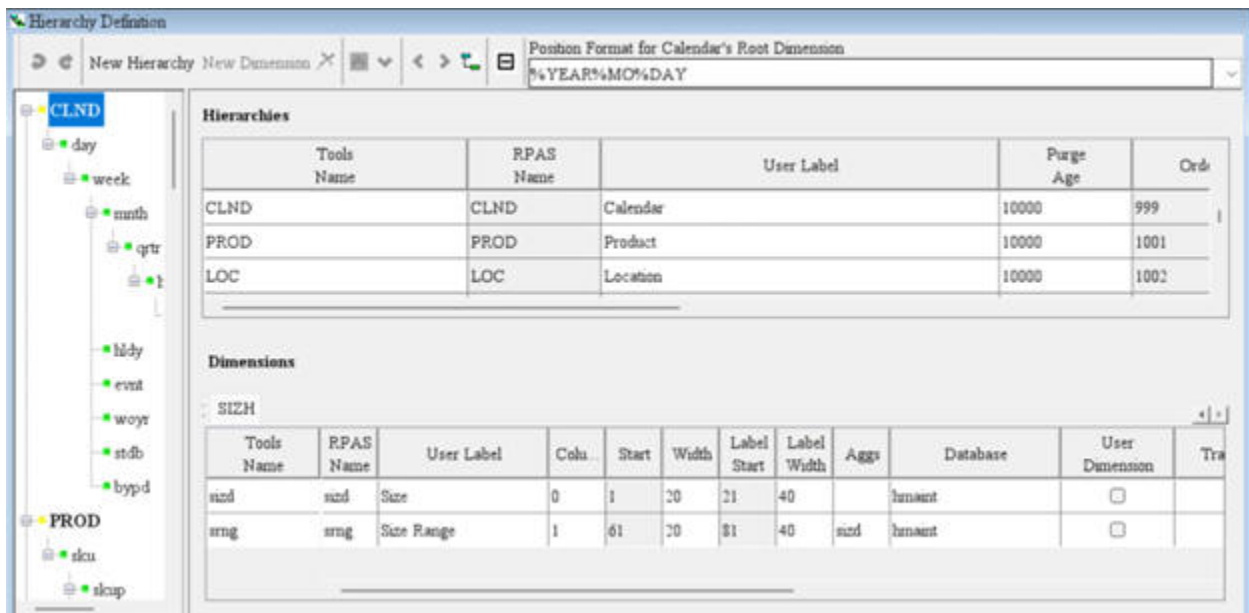 Hierarchy Definition
Position Format for Calendar's Root Dimension
New Hierarchy New Dimension
%YEAR%MO%DAY
CLND
day
week
mnth
qrtr
hldy
evnt
woyr
stdb
bypd
PROD
sku
skup
Hierarchies
Tools Name RPAS Name User Label Purge Age Orde
CLND CLND Calendar 10000 999
PROD PROD Product 10000 1001
LOC LOC Location 10000 1002
Dimensions
SIZH
Tools Name RPAS Name User Label Colu... Start Width Label Start Label Width Aggs Database User Dimension Tra
sizd sizd Size 0 1 20 21 40 hmaint
srng srng Size Range 1 61 20 81 40 sizd hmaint